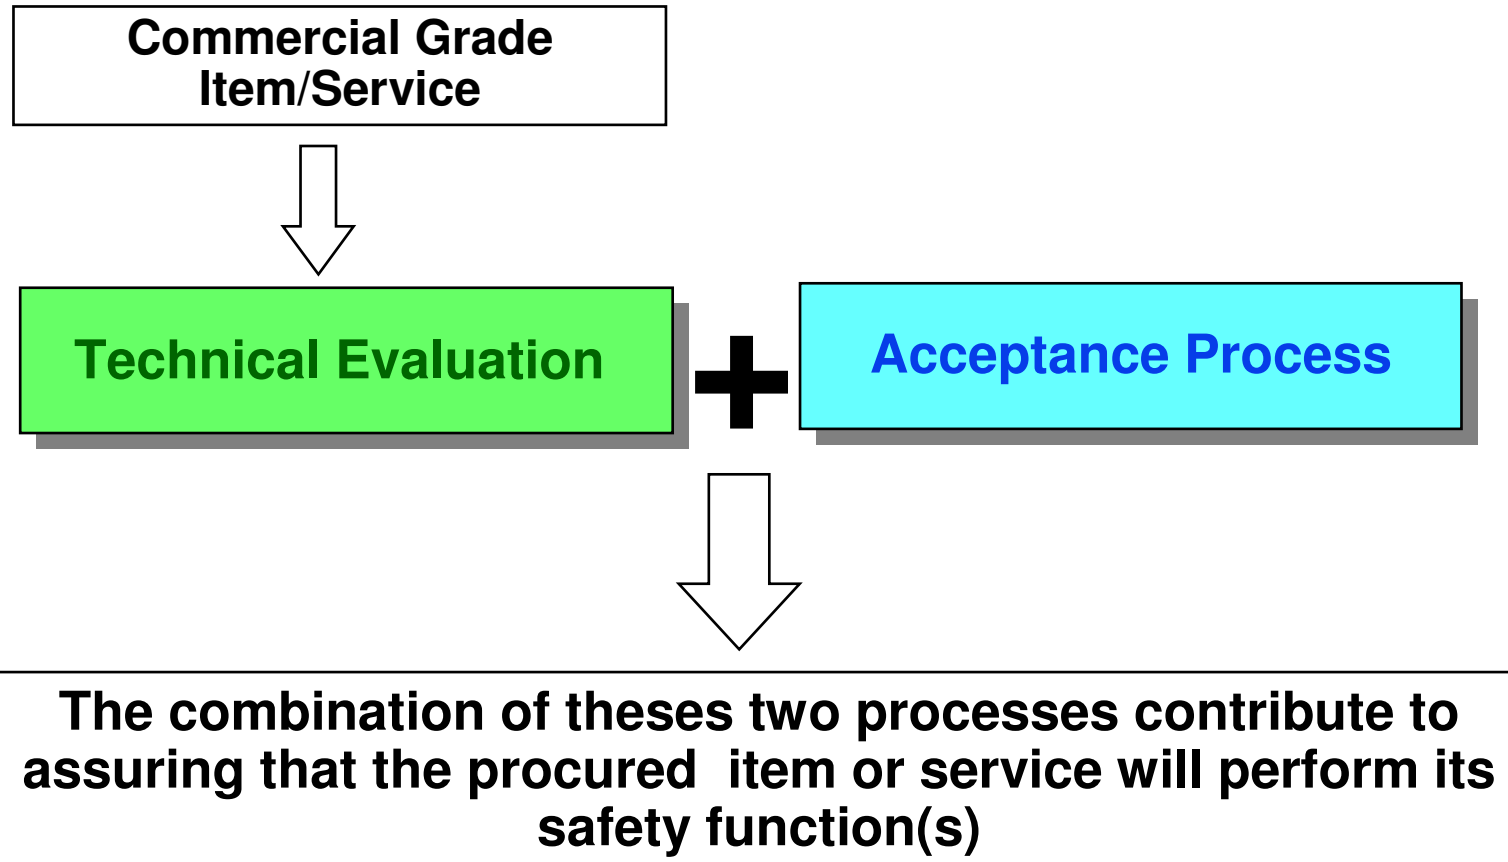 Commercial Grade
Item/Service
Technical Evaluation
+
Acceptance Process
The combination of theses two processes contribute to
assuring that the procured  item or service will perform its
safety function(s)